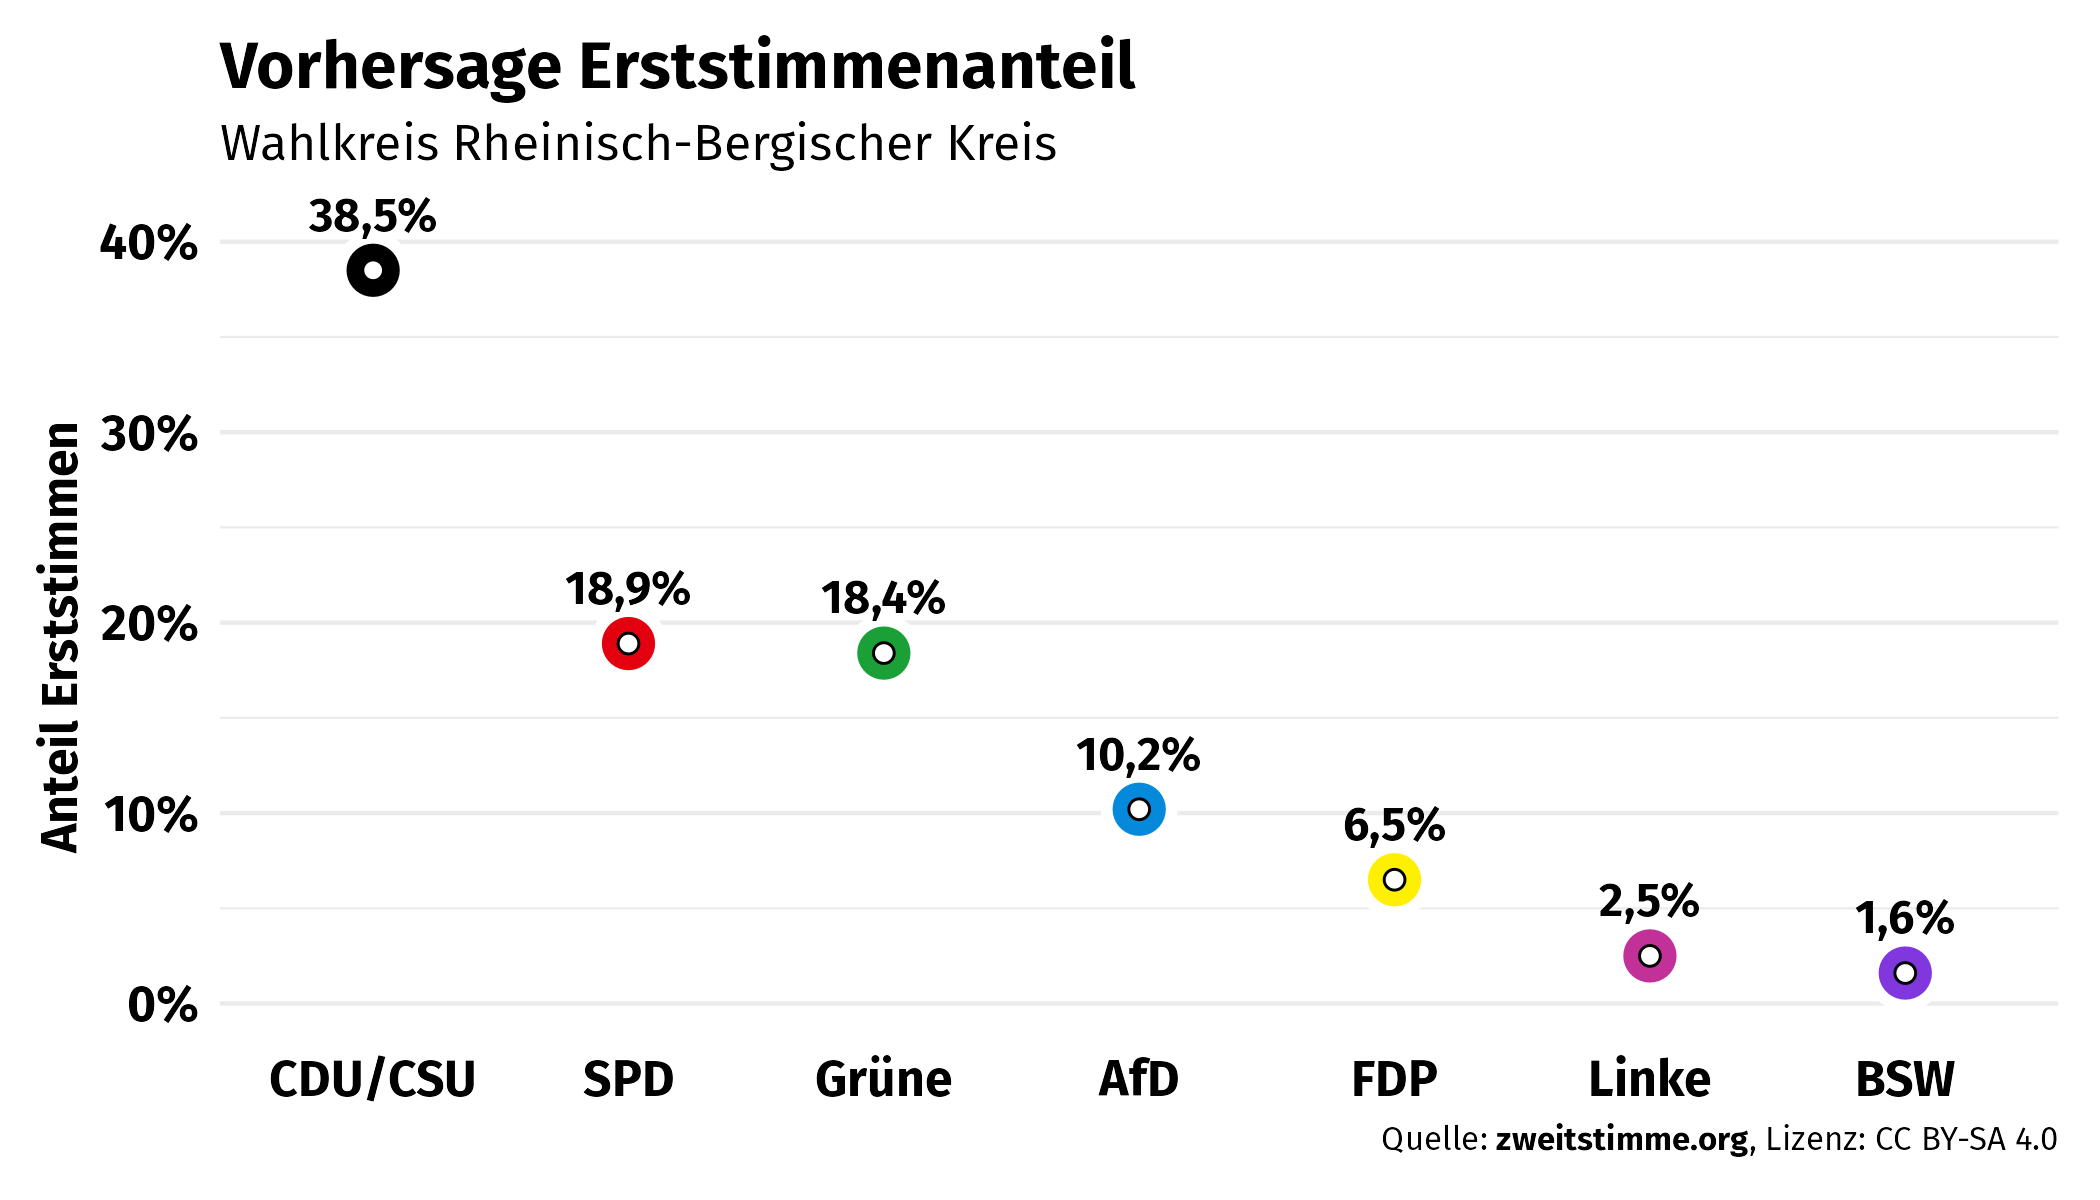 Vorhersage Erststimmenanteil
Wahlkreis Rheinisch-Bergischer Kreis
Anteil Erststimmen
40%
30%
20%
10%
0%
38,5%
18,9%
18,4%
10,2%
6,5%
2,5%
1,6%
CDU/CSU SPD Grüne AfD FDP Linke BSW
Quelle: zweitstimme.org, Lizenz: CC BY-SA 4.0